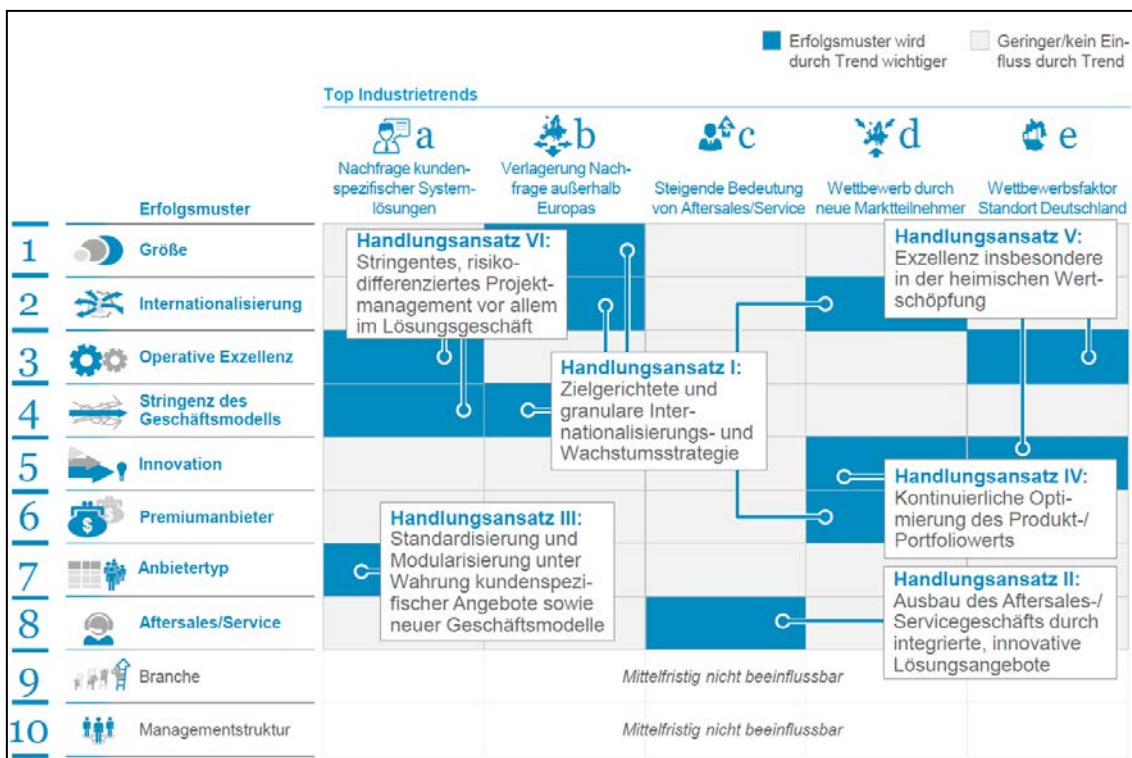 Erfolgsmuster wird
durch Trend wichtiger
Geringer/kein Ein-
fluss durch Trend
Top Industrietrends
a
Nachfrage kunden-
spezifischer System-
lösungen
b
Verlagerung Nach-
frage außerhalb
Europas
c
Steigende Bedeutung
von Aftersales/Service
d
Wettbewerb durch
neue Marktteilnehmer
e
Wettbewerbsfaktor
Standort Deutschland
Erfolgsmuster
1
Größe
2
Internationalisierung
3
Operative Exzellenz
4
Stringenz des
Geschäftsmodells
5
Innovation
6
$
$
Premiumanbieter
7
Anbietertyp
8
Aftersales/Service
9
Branche
Mittelfristig nicht beeinflussbar
10
Managementstruktur
Mittelfristig nicht beeinflussbar
Handlungsansatz VI:
Stringentes, risiko-
differenziertes Projekt-
management vor allem
im Lösungsgeschäft
Handlungsansatz V:
Exzellenz insbesondere
in der heimischen Wert-
schöpfung
Handlungsansatz I:
Zielgerichtete und
granulare Inter-
nationalisierungs- und
Wachstumsstrategie
Handlungsansatz IV:
Kontinuierliche Opti-
mierung des Produkt-/
Portfoliowerts
Handlungsansatz III:
Standardisierung und
Modularisierung unter
Wahrung kundenspezi-
fischer Angebote sowie
neuer Geschäftsmodelle
Handlungsansatz II:
Ausbau des Aftersales-/
Servicegeschäfts durch
integrierte, innovative
Lösungsangebote